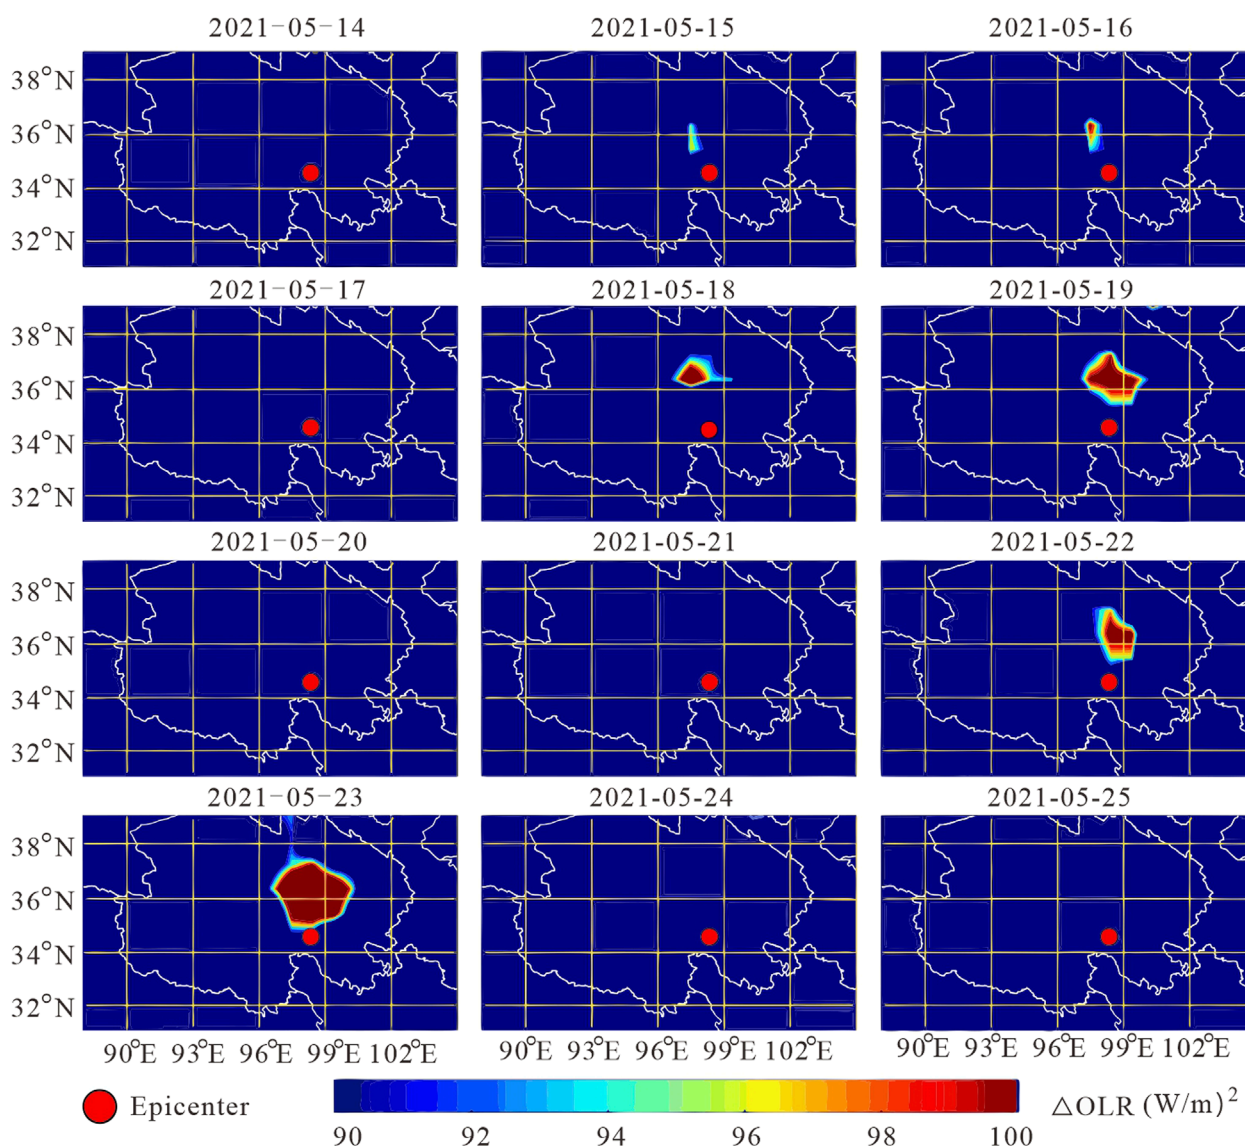 2021-05-14 2021-05-15 2021-05-16
38°N
36°N
34°N
32°N
2021-05-17 2021-05-18 2021-05-19
38°N
36°N
34°N
32°N
2021-05-20 2021-05-21 2021-05-22
38°N
36°N
34°N
32°N
2021-05-23 2021-05-24 2021-05-25
38°N
36°N
34°N
32°N
90°E 93°E 96°E 99°E 102°E 90°E 93°E 96°E 99°E 102°E 90°E 93°E 96°E 99°E 102°E
Epicenter △OLR (W/m)²
90 92 94 96 98 100